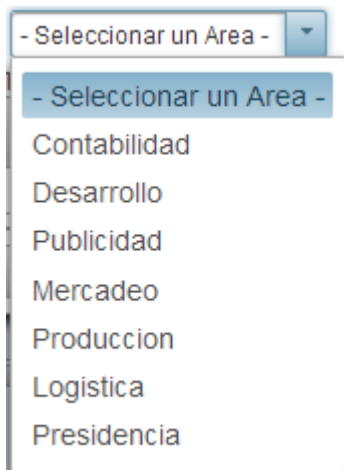 - Seleccionar un Area -
- Seleccionar un Area -
Contabilidad
Desarrollo
Publicidad
Mercadeo
Produccion
Logistica
Presidencia